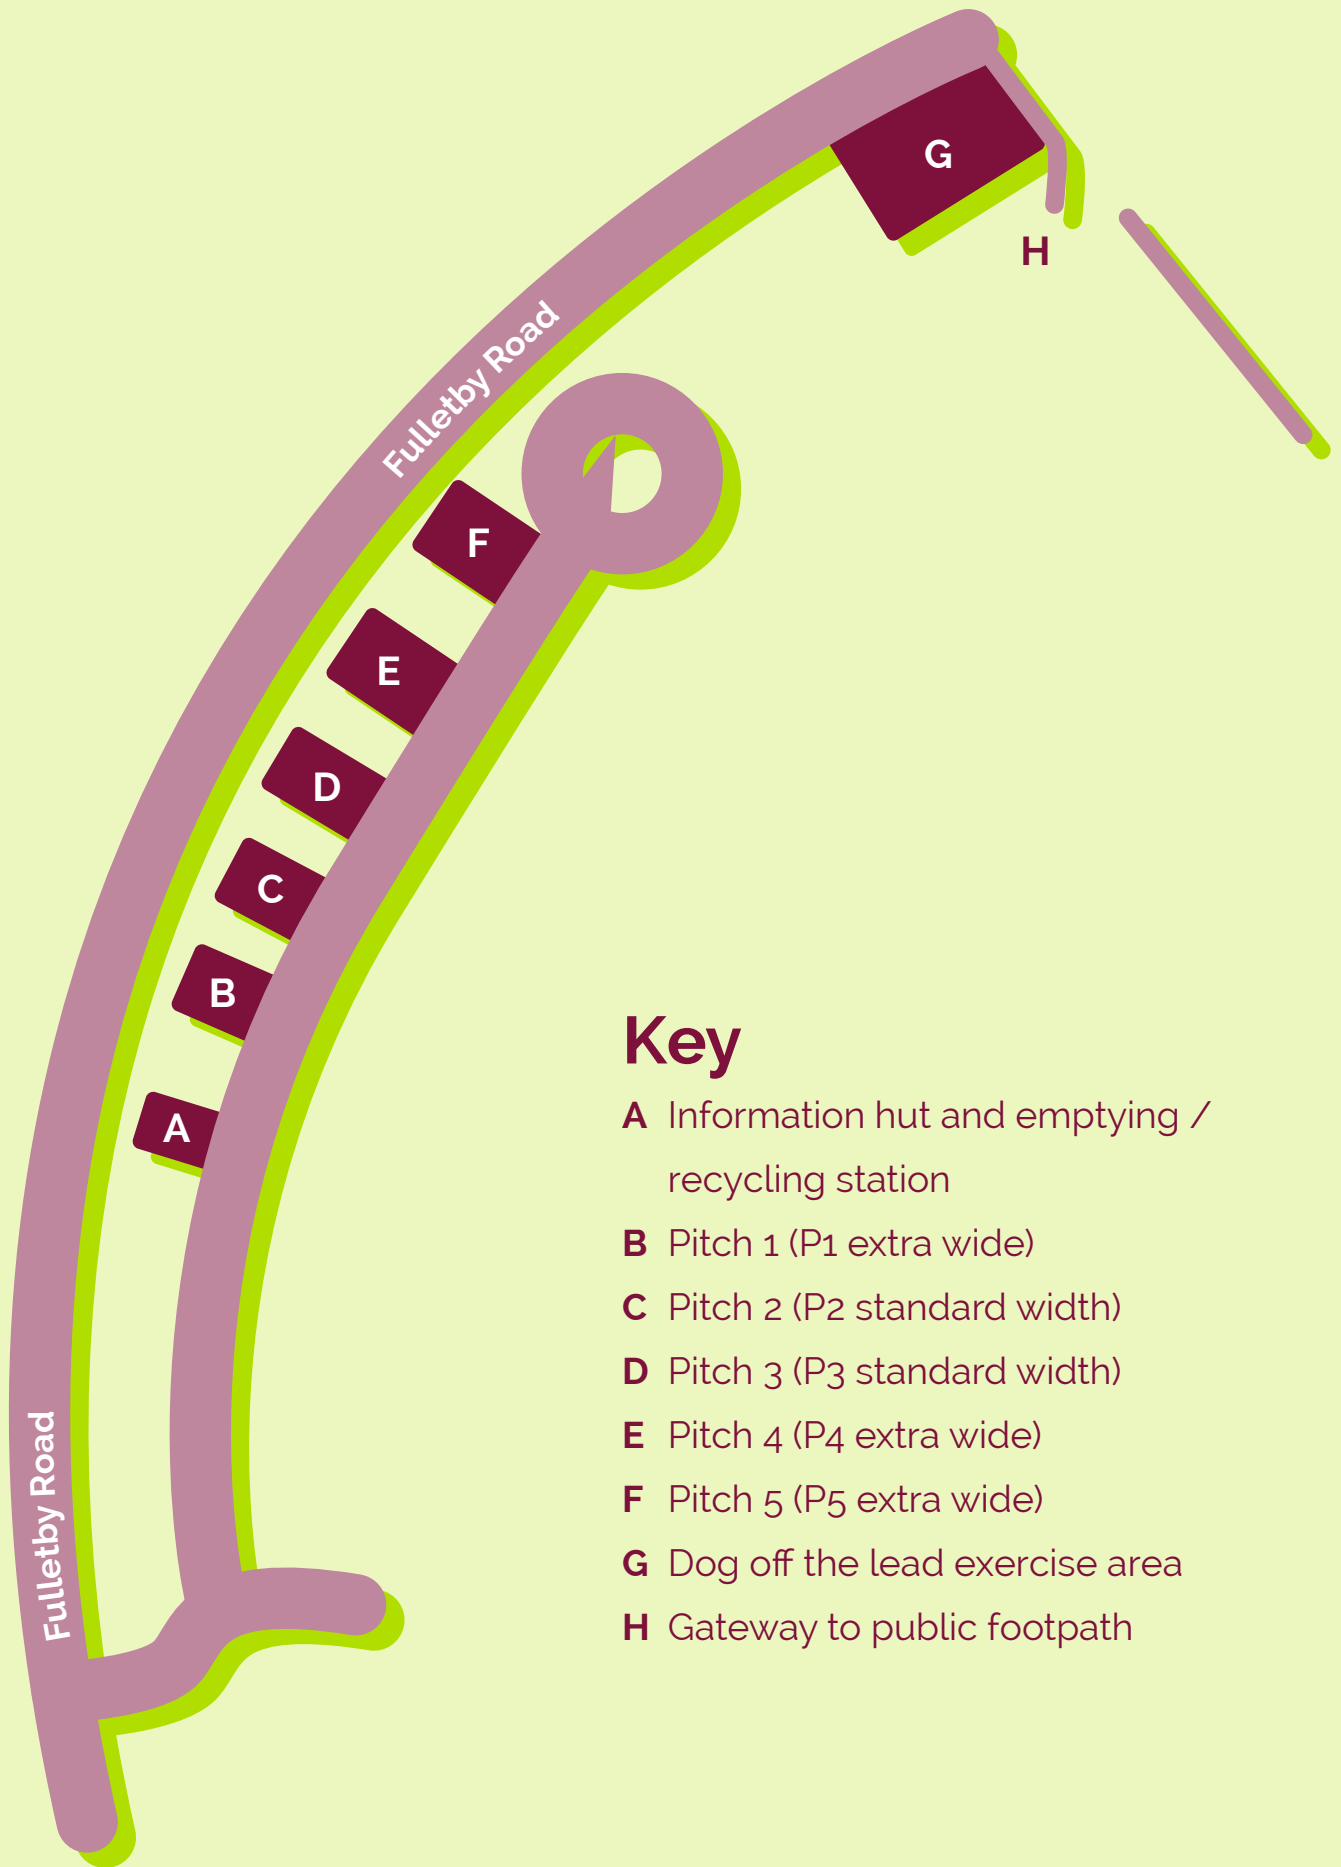 G
H
Fulletby Road
F
E
D
C
B
A
Fulletby Road
Key
A Information hut and emptying /
recycling station
B Pitch 1 (P1 extra wide)
C Pitch 2 (P2 standard width)
D Pitch 3 (P3 standard width)
E Pitch 4 (P4 extra wide)
F Pitch 5 (P5 extra wide)
G Dog off the lead exercise area
H Gateway to public footpath